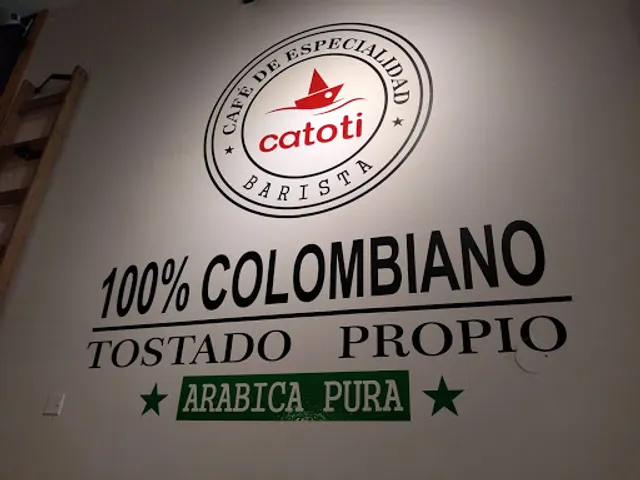 CAFÉ DE ESPECIALIDAD
catoti
BARISTA
100% COLOMBIANO
TOSTADO PROPIO
ARABICA PURA